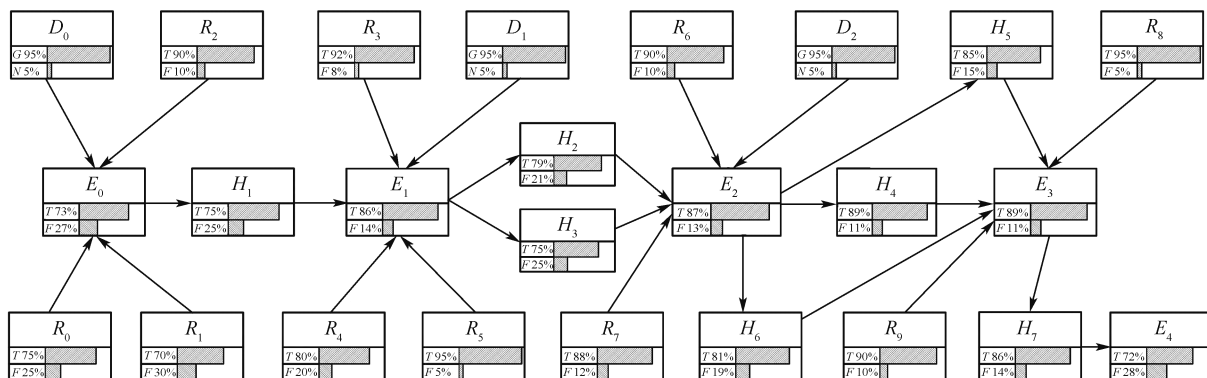 D0 R2 R3 D1 R6 D2 H5 R8
G 95% T 90% T 92% G 95% T 90% G 95% T 85% T 95%
N 5% F 10% F 8% N 5% F 10% N 5% F 15% F 5%
H2
T 79%
F 21%
E0 H1 E1 E2 H4 E3
T 73% T 75% T 86% T 87% T 89% T 89%
F 27% F 25% F 14% F 13% F 11% F 11%
H3
T 75%
F 25%
R0 R1 R4 R5 R7 H6 R9 H7 E4
T 75% T 70% T 80% T 95% T 88% T 81% T 90% T 86% T 72%
F 25% F 30% F 20% F 5% F 12% F 19% F 10% F 14% F 28%